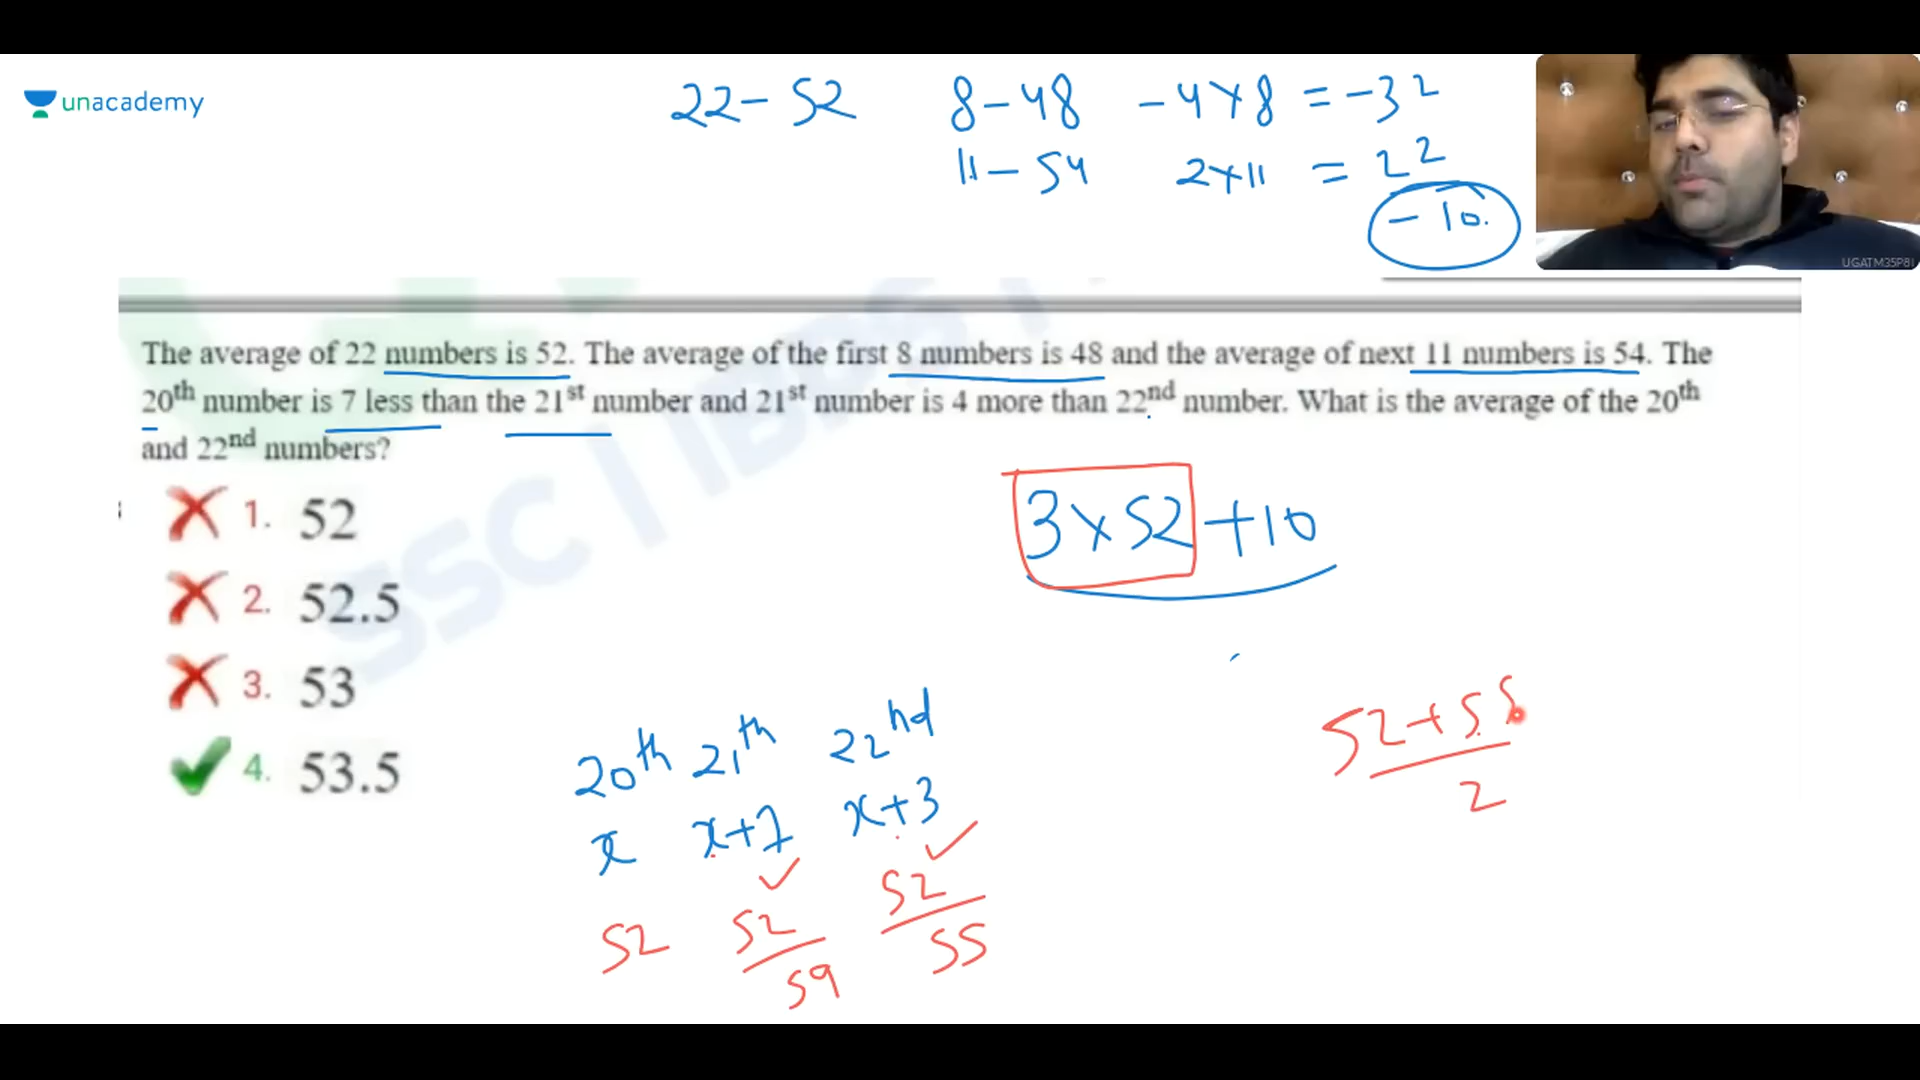 unacademy
22 - 52
8 - 48 - 4 × 8 = - 32
11 - 54 2 × 11 = 22
- 10.
UGATM35P8I
The average of 22 numbers is 52. The average of the first 8 numbers is 48 and the average of next 11 numbers is 54. The
20th number is 7 less than the 21st number and 21st number is 4 more than 22nd number. What is the average of the 20th
and 22nd numbers?
1. 52
2. 52.5
3. 53
4. 53.5
SSC | IBPS |
3 × 52 + 10
20th 21th 22nd
x x+7 x+3
52 52 52
59 55
52 + 55
2